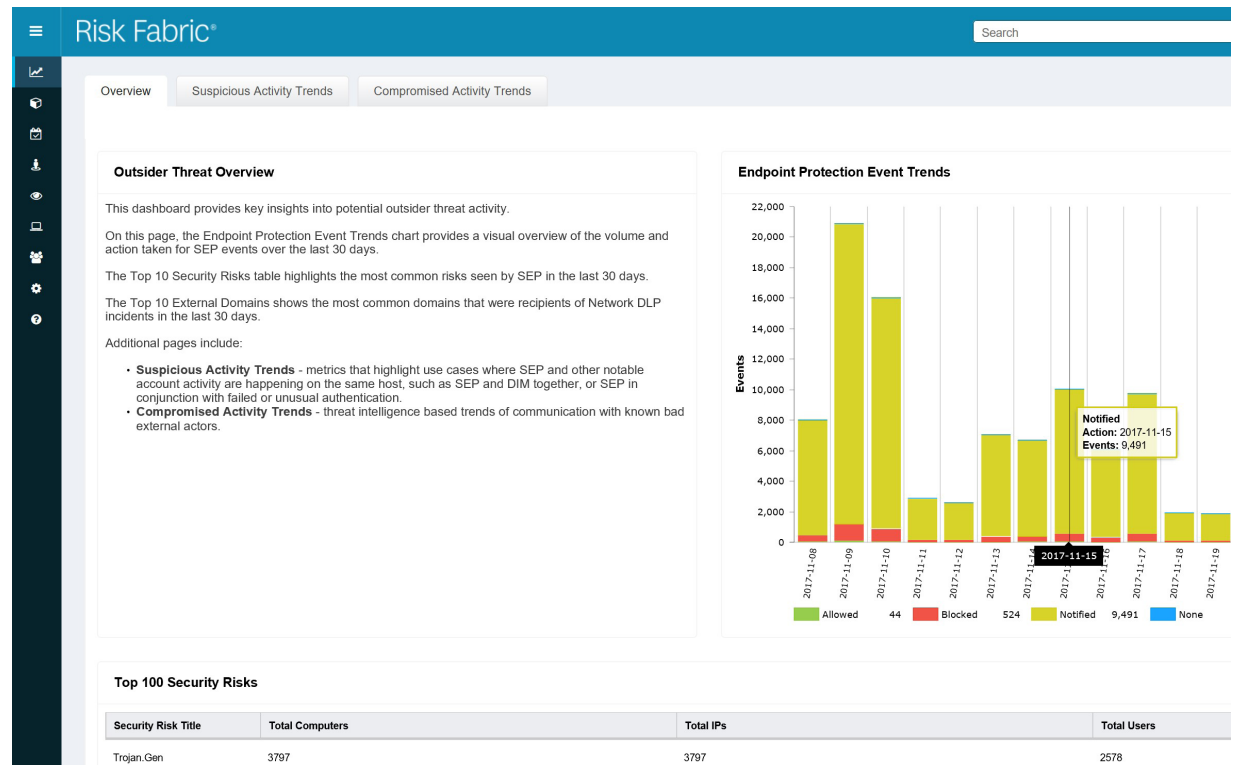 Risk Fabric®
Search
Overview
Suspicious Activity Trends
Compromised Activity Trends
Outsider Threat Overview
This dashboard provides key insights into potential outsider threat activity.
On this page, the Endpoint Protection Event Trends chart provides a visual overview of the volume and
action taken for SEP events over the last 30 days.
The Top 10 Security Risks table highlights the most common risks seen by SEP in the last 30 days.
The Top 10 External Domains shows the most common domains that were recipients of Network DLP
incidents in the last 30 days.
Additional pages include:
• Suspicious Activity Trends - metrics that highlight use cases where SEP and other notable
account activity are happening on the same host, such as SEP and DIM together, or SEP in
conjunction with failed or unusual authentication.
• Compromised Activity Trends - threat intelligence based trends of communication with known bad
external actors.
Endpoint Protection Event Trends
Events
22,000
20,000
18,000
16,000
14,000
12,000
10,000
8,000
6,000
4,000
2,000
0
Notified
Action: 2017-11-15
Events: 9,491
2017-11-08
2017-11-09
2017-11-10
2017-11-11
2017-11-12
2017-11-13
2017-11-14
2017-11-15
2017-11-17
2017-11-18
2017-11-19
Allowed 44 Blocked 524 Notified 9,491 None
Top 100 Security Risks
Security Risk Title Total Computers Total IPs Total Users
Trojan.Gen 3797 3797 2578